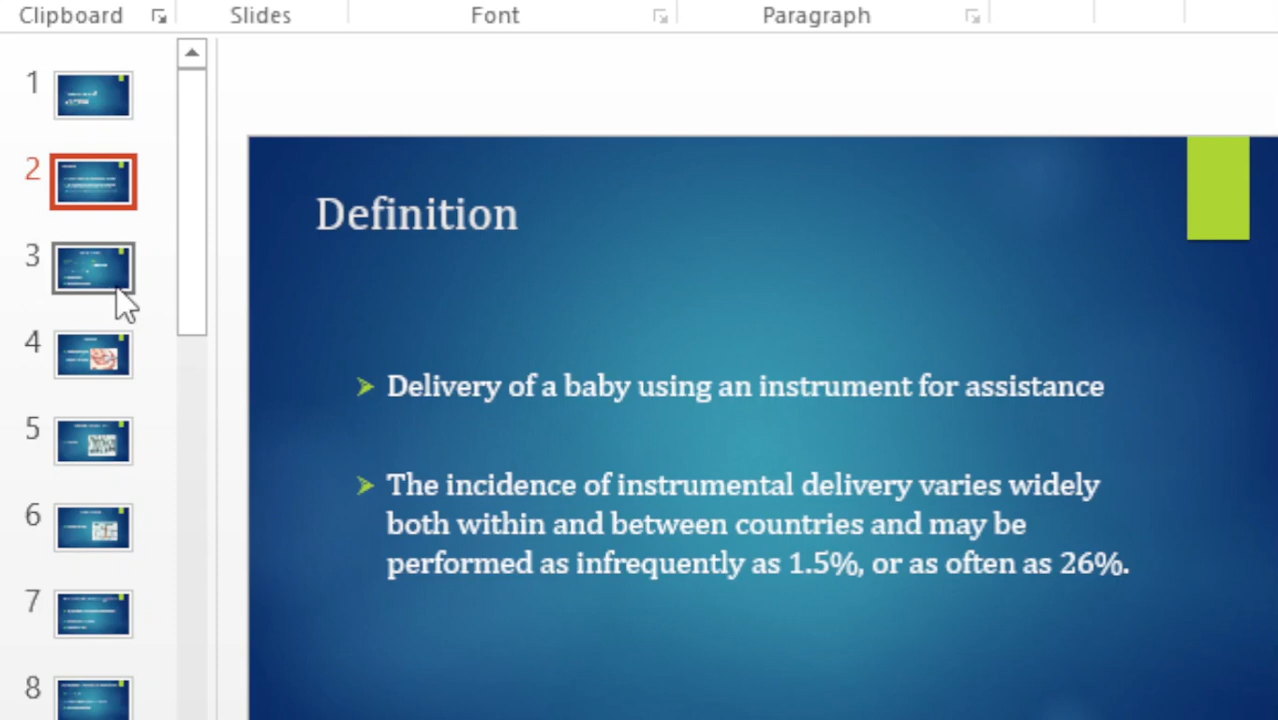 Clipboard Slides Font Paragraph
1
2
3
4
5
6
7
8
Definition
Delivery of a baby using an instrument for assistance
The incidence of instrumental delivery varies widely
both within and between countries and may be
performed as infrequently as 1.5%, or as often as 26%.